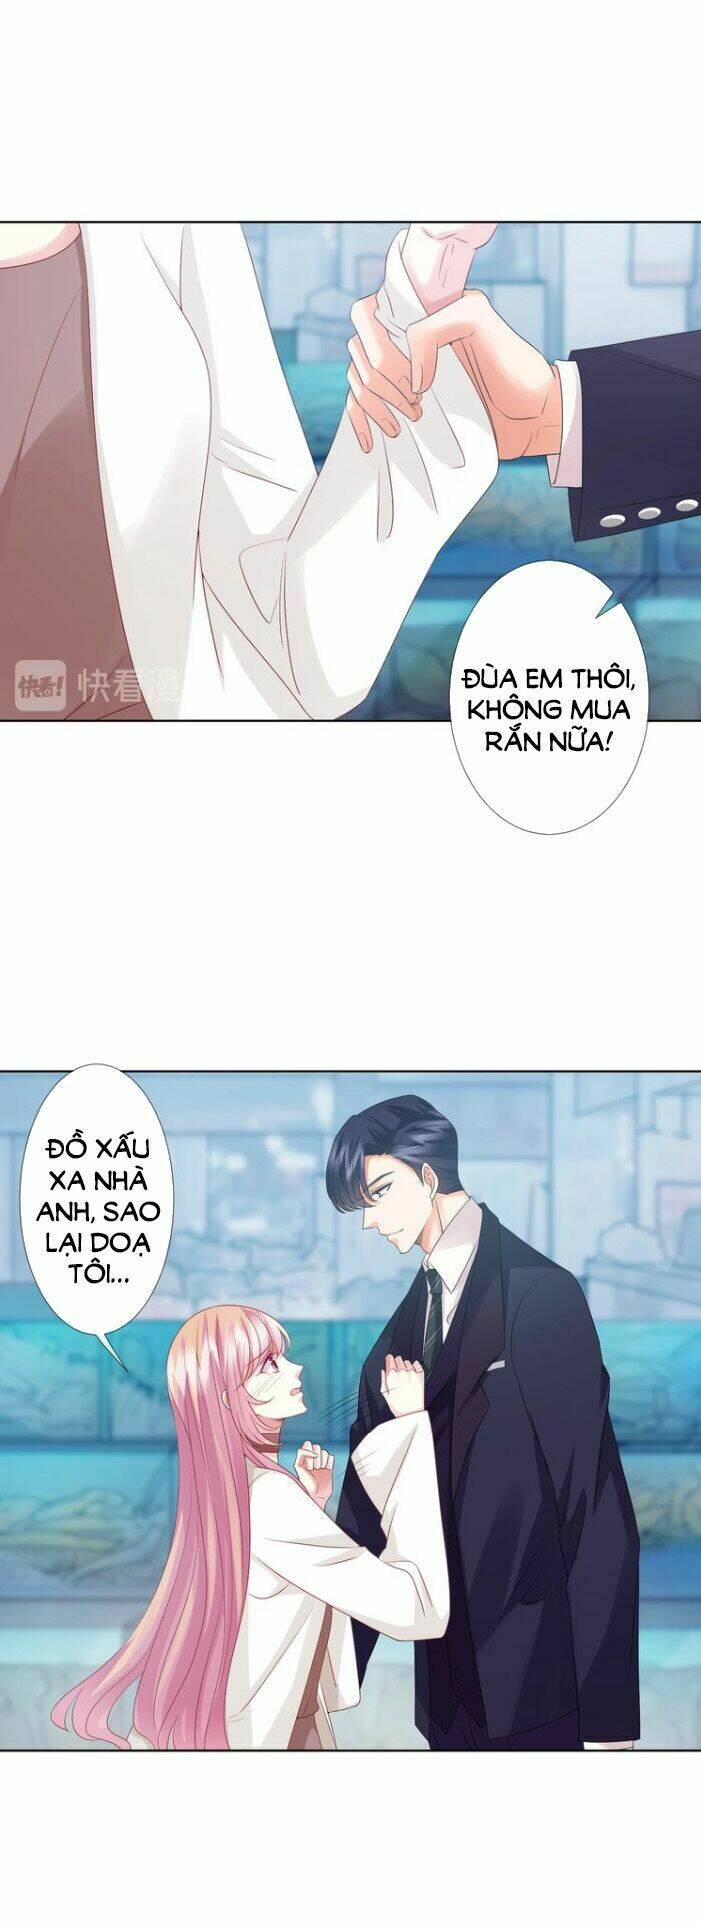 快看! 快看漫
ĐÙA EM THÔI,
KHÔNG MUA
RẮN NỮA!
ĐỒ XẤU
XA NHÀ
ANH, SAO
LẠI DOẠ
TÔI...